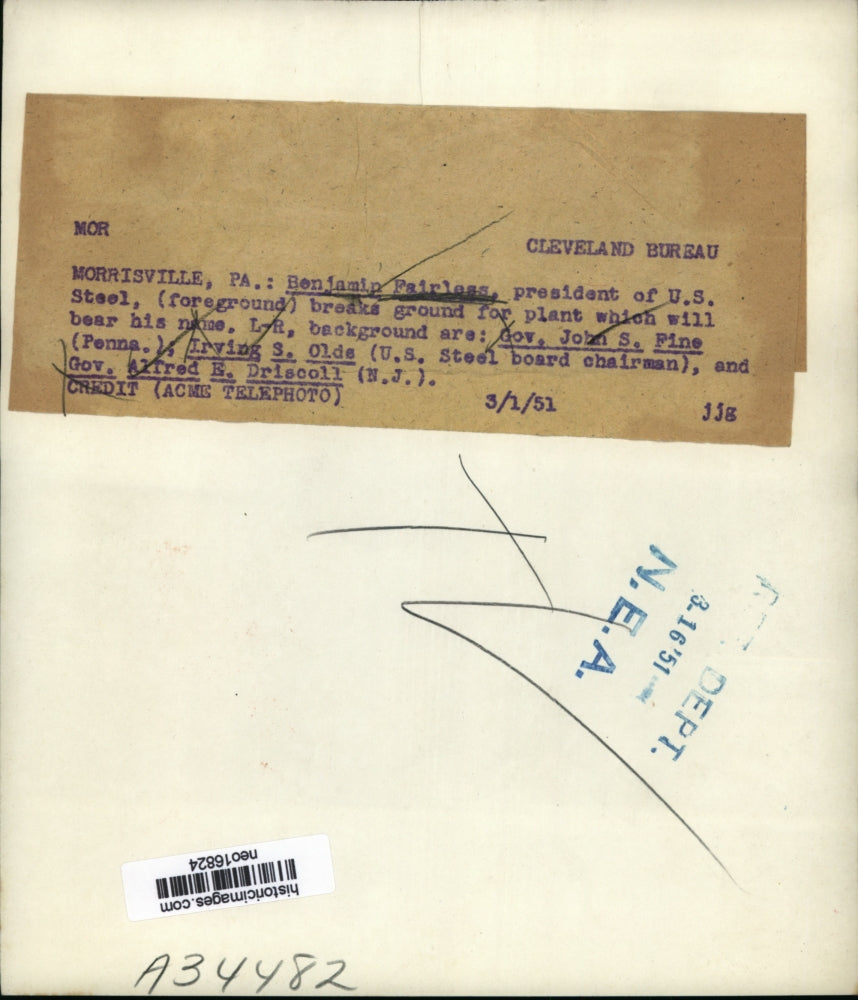 MOR
CLEVELAND BUREAU
MORRISVILLE, PA.: Benjamin Fairless, president of U.S.
Steel, (foreground) breaks ground for plant which will
bear his name. L-R, background are: Gov. John S. Fine
(Penna.), Irving S. Olds (U.S. Steel board chairman), and
Gov. Alfred E. Driscoll (N.J.).
CREDIT (ACME TELEPHOTO) 3/1/51 jjg
DEPT.
3-16'51
N.E.A.
historicimages.com
neo16824
A34482